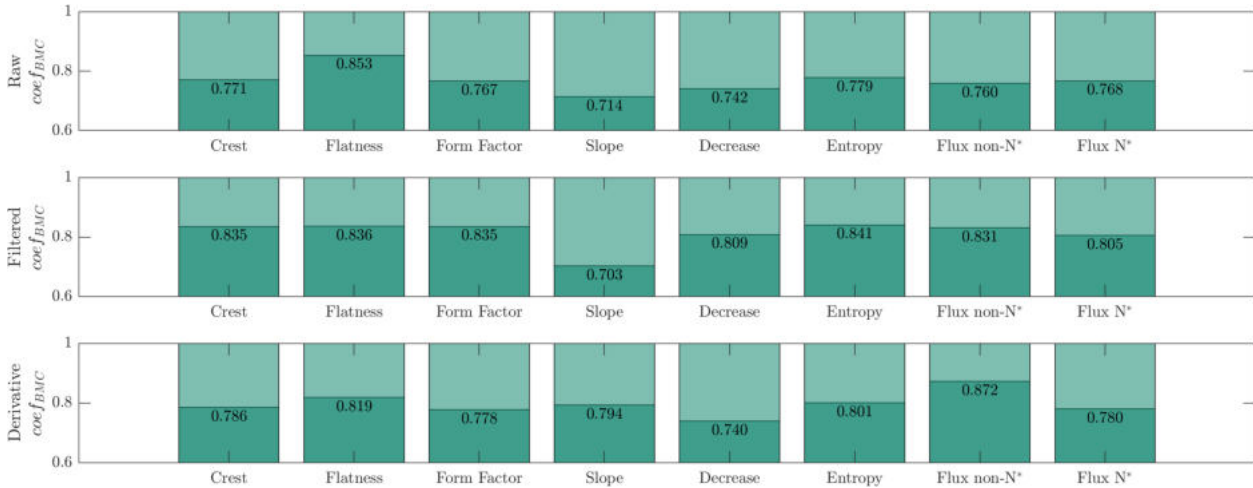 1
0.8
0.6
Raw
coef_BMC
0.771 0.853 0.767 0.714 0.742 0.779 0.760 0.768
Crest Flatness Form Factor Slope Decrease Entropy Flux non-N* Flux N*
1
0.8
0.6
Filtered
coef_BMC
0.835 0.836 0.835 0.703 0.809 0.841 0.831 0.805
Crest Flatness Form Factor Slope Decrease Entropy Flux non-N* Flux N*
1
0.8
0.6
Derivative
coef_BMC
0.786 0.819 0.778 0.794 0.740 0.801 0.872 0.780
Crest Flatness Form Factor Slope Decrease Entropy Flux non-N* Flux N*